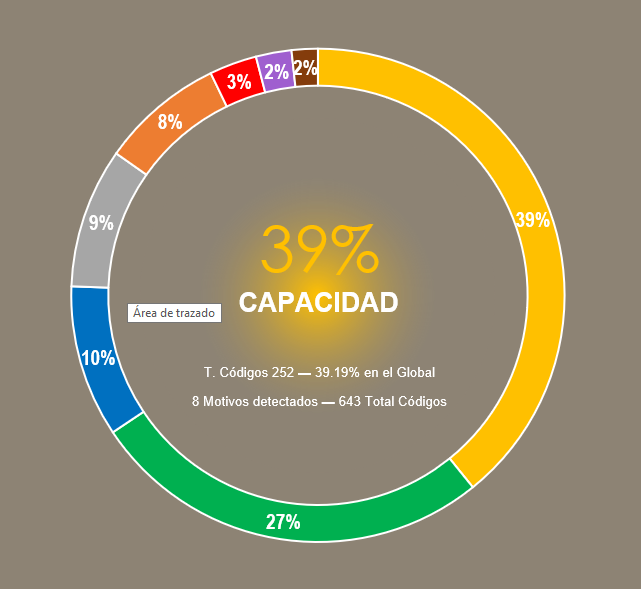 3%
2%
2%
8%
39%
9%
39%
CAPACIDAD
Área de trazado
10%
T. Códigos 252 — 39.19% en el Global
8 Motivos detectados — 643 Total Códigos
27%